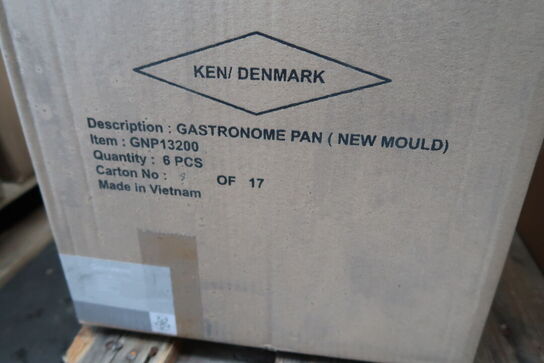 KEN/ DENMARK
Description : GASTRONOME PAN ( NEW MOULD)
Item : GNP13200
Quantity : 6 PCS
Carton No : OF 17
Made in Vietnam